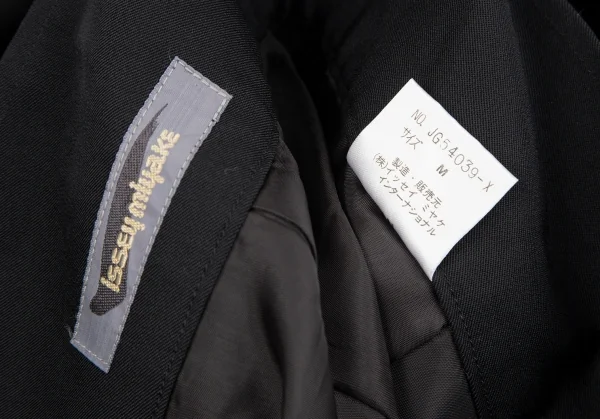 issey miyake
NO. JG54039-X
サイズ M
製造・販売元
(株)イッセイ ミヤケ
インターナショナル